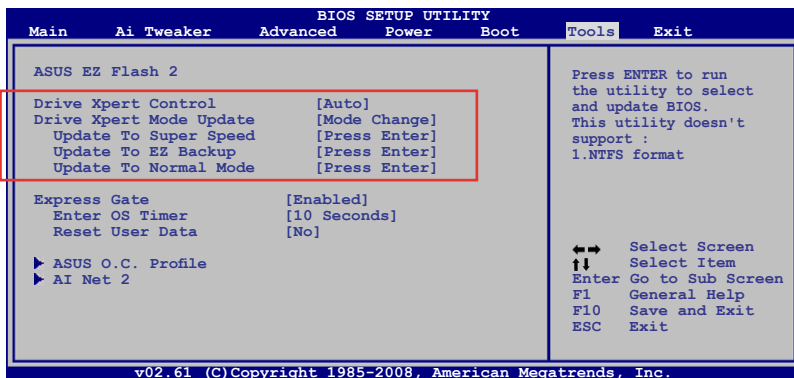 BIOS SETUP UTILITY
Main Ai Tweaker Advanced Power Boot Tools Exit
ASUS EZ Flash 2
Drive Xpert Control [Auto]
Drive Xpert Mode Update [Mode Change]
Update To Super Speed [Press Enter]
Update To EZ Backup [Press Enter]
Update To Normal Mode [Press Enter]
Express Gate [Enabled]
Enter OS Timer [10 Seconds]
Reset User Data [No]
ASUS O.C. Profile
AI Net 2
Press ENTER to run
the utility to select
and update BIOS.
This utility doesn't
support :
1.NTFS format
Select Screen
Select Item
Enter Go to Sub Screen
F1 General Help
F10 Save and Exit
ESC Exit
v02.61 (C)Copyright 1985-2008, American Megatrends, Inc.